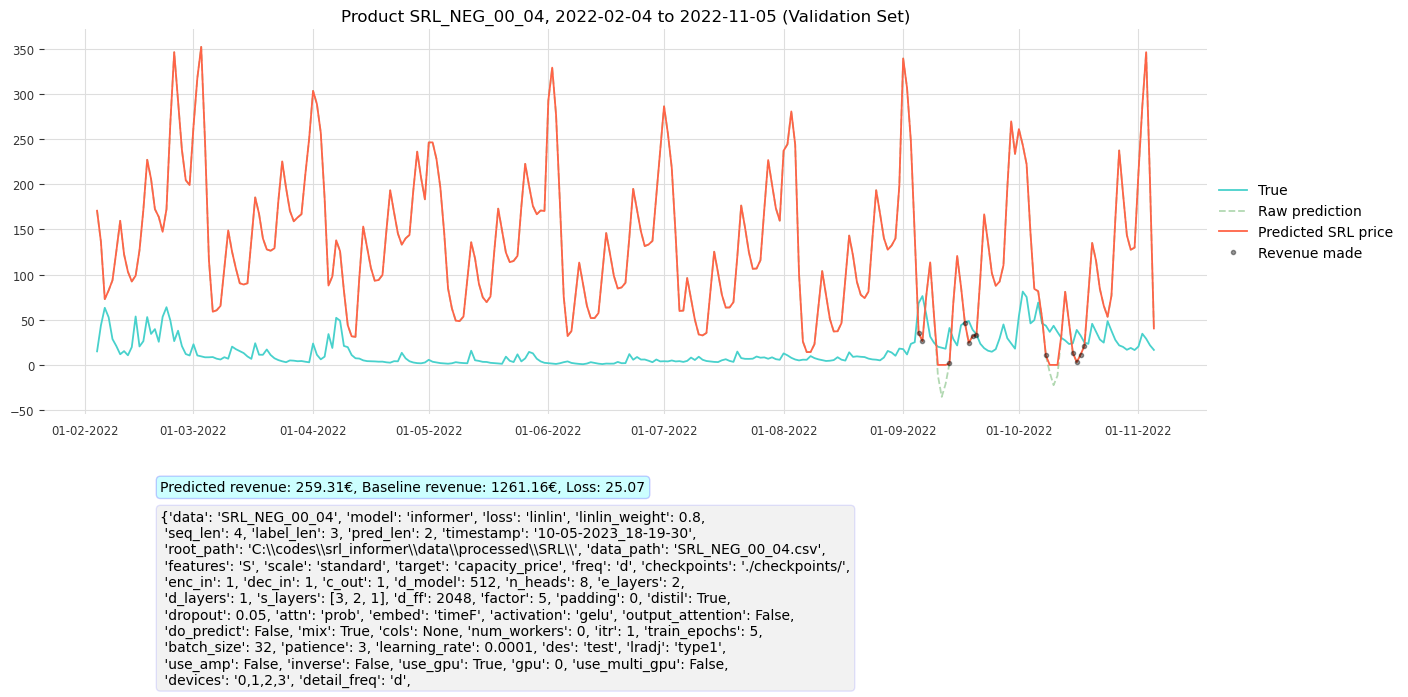 Product SRL_NEG_00_04, 2022-02-04 to 2022-11-05 (Validation Set)
350
300
250
200
150
100
50
0
−50
01-02-2022
01-03-2022
01-04-2022
01-05-2022
01-06-2022
01-07-2022
01-08-2022
01-09-2022
01-10-2022
01-11-2022
True
Raw prediction
Predicted SRL price
Revenue made
Predicted revenue: 259.31€, Baseline revenue: 1261.16€, Loss: 25.07
{'data': 'SRL_NEG_00_04', 'model': 'informer', 'loss': 'linlin', 'linlin_weight': 0.8,
'seq_len': 4, 'label_len': 3, 'pred_len': 2, 'timestamp': '10-05-2023_18-19-30',
'root_path': 'C:\\codes\\srl_informer\\data\\processed\\SRL\\', 'data_path': 'SRL_NEG_00_04.csv',
'features': 'S', 'scale': 'standard', 'target': 'capacity_price', 'freq': 'd', 'checkpoints': './checkpoints/',
'enc_in': 1, 'dec_in': 1, 'c_out': 1, 'd_model': 512, 'n_heads': 8, 'e_layers': 2,
'd_layers': 1, 's_layers': [3, 2, 1], 'd_ff': 2048, 'factor': 5, 'padding': 0, 'distil': True,
'dropout': 0.05, 'attn': 'prob', 'embed': 'timeF', 'activation': 'gelu', 'output_attention': False,
'do_predict': False, 'mix': True, 'cols': None, 'num_workers': 0, 'itr': 1, 'train_epochs': 5,
'batch_size': 32, 'patience': 3, 'learning_rate': 0.0001, 'des': 'test', 'lradj': 'type1',
'use_amp': False, 'inverse': False, 'use_gpu': True, 'gpu': 0, 'use_multi_gpu': False,
'devices': '0,1,2,3', 'detail_freq': 'd',